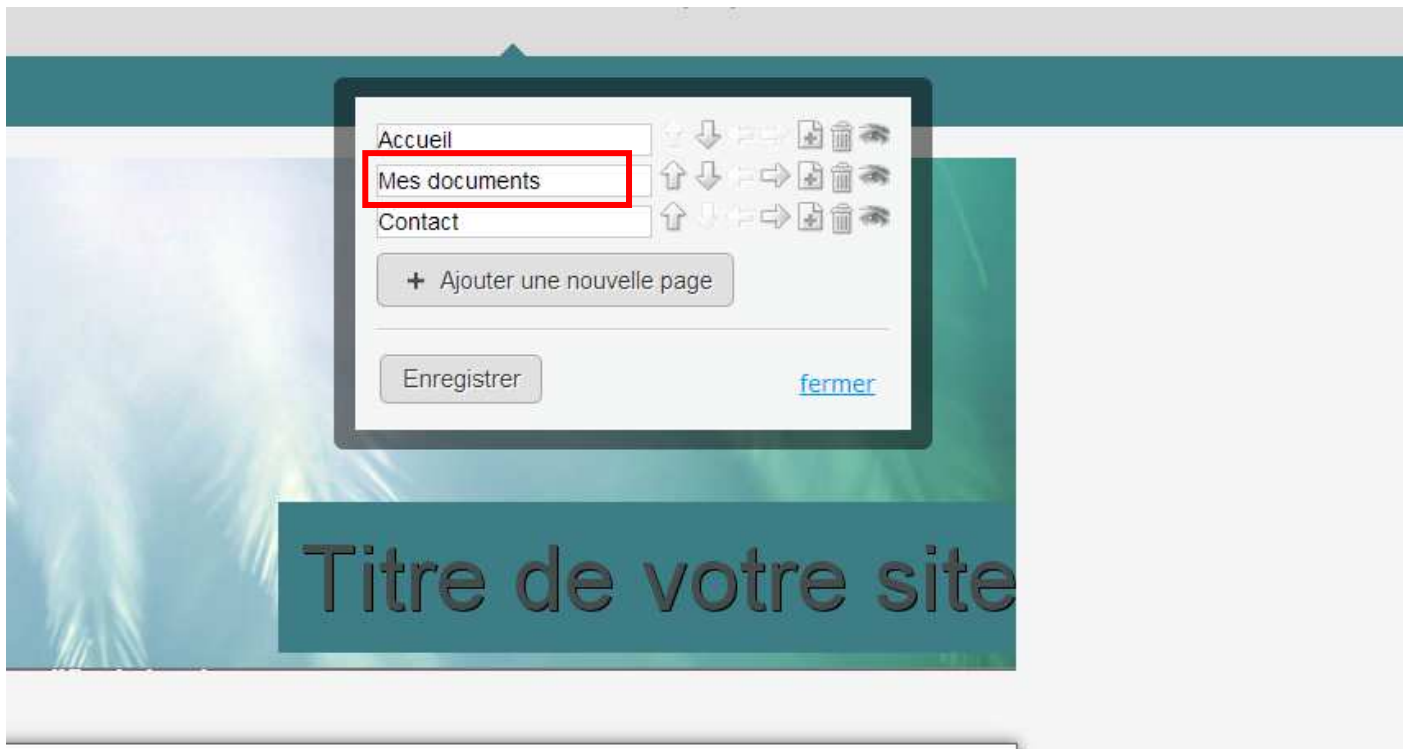 Accueil
Mes documents
Contact
+ Ajouter une nouvelle page
Enregistrer
fermer
Titre de votre site